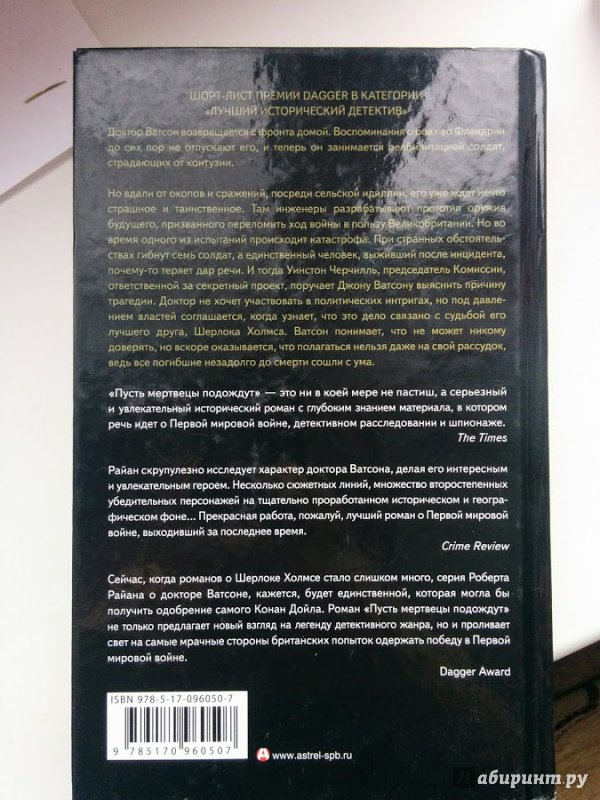 ШОРТ-ЛИСТ ПРЕМИИ DAGGER В КАТЕГОРИИ
«ЛУЧШИЙ ИСТОРИЧЕСКИЙ ДЕТЕКТИВ»
Доктор Ватсон возвращается с фронта домой. Воспоминания о боях во Фландрии
до сих пор не отпускают его, и теперь он занимается реабилитацией солдат,
страдающих от контузии.
Но вдали от окопов и сражений, посреди сельской идиллии, его уже ждет нечто
страшное и таинственное. Там инженеры разрабатывают прототип оружия
будущего, призванного переломить ход войны в пользу Великобритании. Но во
время одного из испытаний происходит катастрофа. При странных обстоятель-
ствах гибнут семь солдат, а единственный человек, выживший после инцидента,
почему-то теряет дар речи. И тогда Уинстон Черчилль, председатель Комиссии,
ответственной за секретный проект, поручает Джону Ватсону выяснить причину
трагедии. Доктор не хочет участвовать в политических интригах, но под давле-
нием властей соглашается, когда узнает, что это дело связано с судьбой его
лучшего друга, Шерлока Холмса. Ватсон понимает, что не может никому
доверять, но вскоре оказывается, что полагаться нельзя даже на свой рассудок,
ведь все погибшие незадолго до смерти сошли с ума.
«Пусть мертвецы подождут» — это ни в коей мере не пастиш, а серьезный
и увлекательный исторический роман с глубоким знанием материала, в котором
речь идет о Первой мировой войне, детективном расследовании и шпионаже.
The Times
Райан скрупулезно исследует характер доктора Ватсона, делая его интересным
и увлекательным героем. Несколько сюжетных линий, множество второстепенных
убедительных персонажей на тщательно проработанном историческом и геогра-
фическом фоне... Прекрасная работа, пожалуй, лучший роман о Первой мировой
войне, выходивший за последнее время.
Crime Review
Сейчас, когда романов о Шерлоке Холмсе стало слишком много, серия Роберта
Райана о докторе Ватсоне, кажется, будет единственной, которая могла бы
получить одобрение самого Конан Дойла. Роман «Пусть мертвецы подождут»
не только предлагает новый взгляд на легенду детективного жанра, но и проливает
свет на самые мрачные стороны британских попыток одержать победу в Первой
мировой войне.
Dagger Award
ISBN 978-5-17-096050-7
9 785170 960507
www.astrel-spb.ru
лабиринт.ру